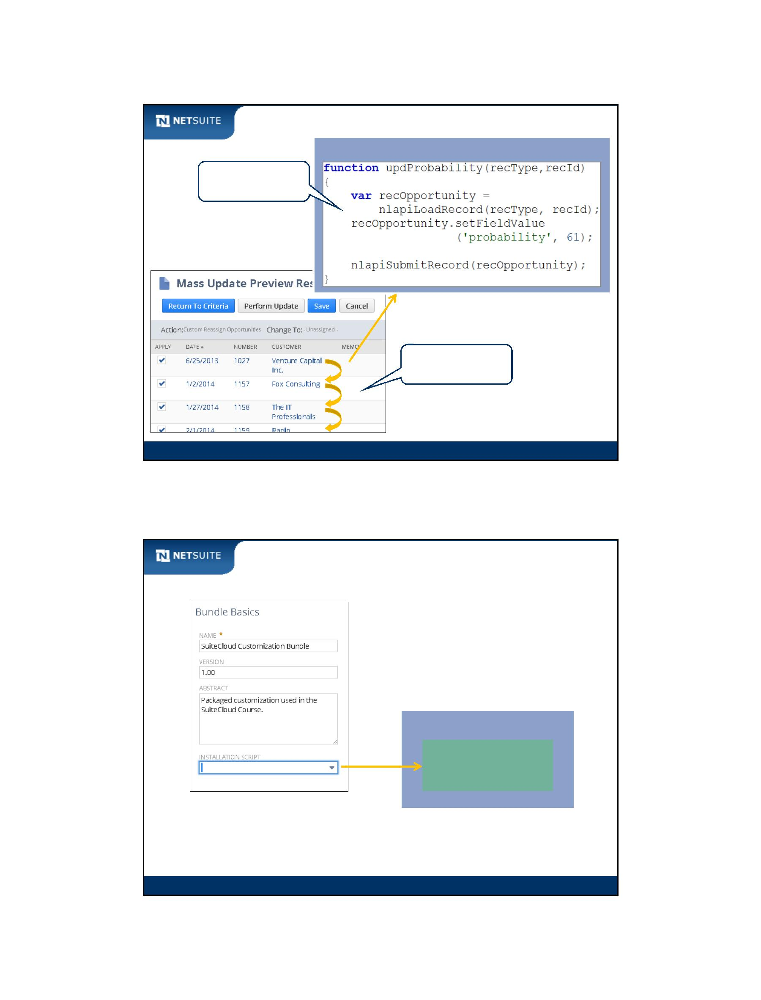 NETSUITE
function updProbability(recType,recId)
{
var recOpportunity =
nlapiLoadRecord(recType, recId);
recOpportunity.setFieldValue
('probability', 61);
nlapiSubmitRecord(recOpportunity);
}
Mass Update Preview Res
Return To Criteria Perform Update Save Cancel
Action: Custom Reassign Opportunities Change To: - Unassigned -
APPLY DATE NUMBER CUSTOMER MEMO
6/25/2013 1027 Venture Capital
Inc.
1/2/2014 1157 Fox Consulting
1/27/2014 1158 The IT
Professionals
2/1/2014 1159 Radin
NETSUITE
Bundle Basics
NAME *
SuiteCloud Customization Bundle
VERSION
1.00
ABSTRACT
Packaged customization used in the
SuiteCloud Course.
INSTALLATION SCRIPT